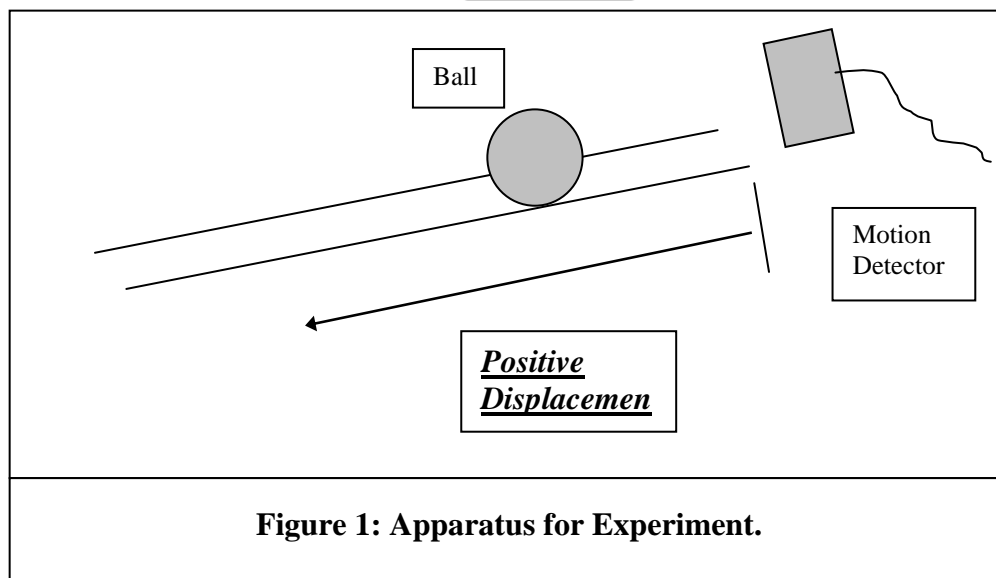 Ball
Motion
Detector
Positive
Displacemen
Figure 1: Apparatus for Experiment.